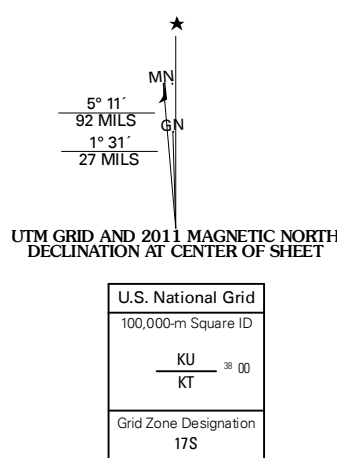 ★
MN
5° 11´
92 MILS
GN
1° 31´
27 MILS
UTM GRID AND 2011 MAGNETIC NORTH
DECLINATION AT CENTER OF SHEET
U.S. National Grid
100,000-m Square ID
KU
38 00
KT
Grid Zone Designation
17S